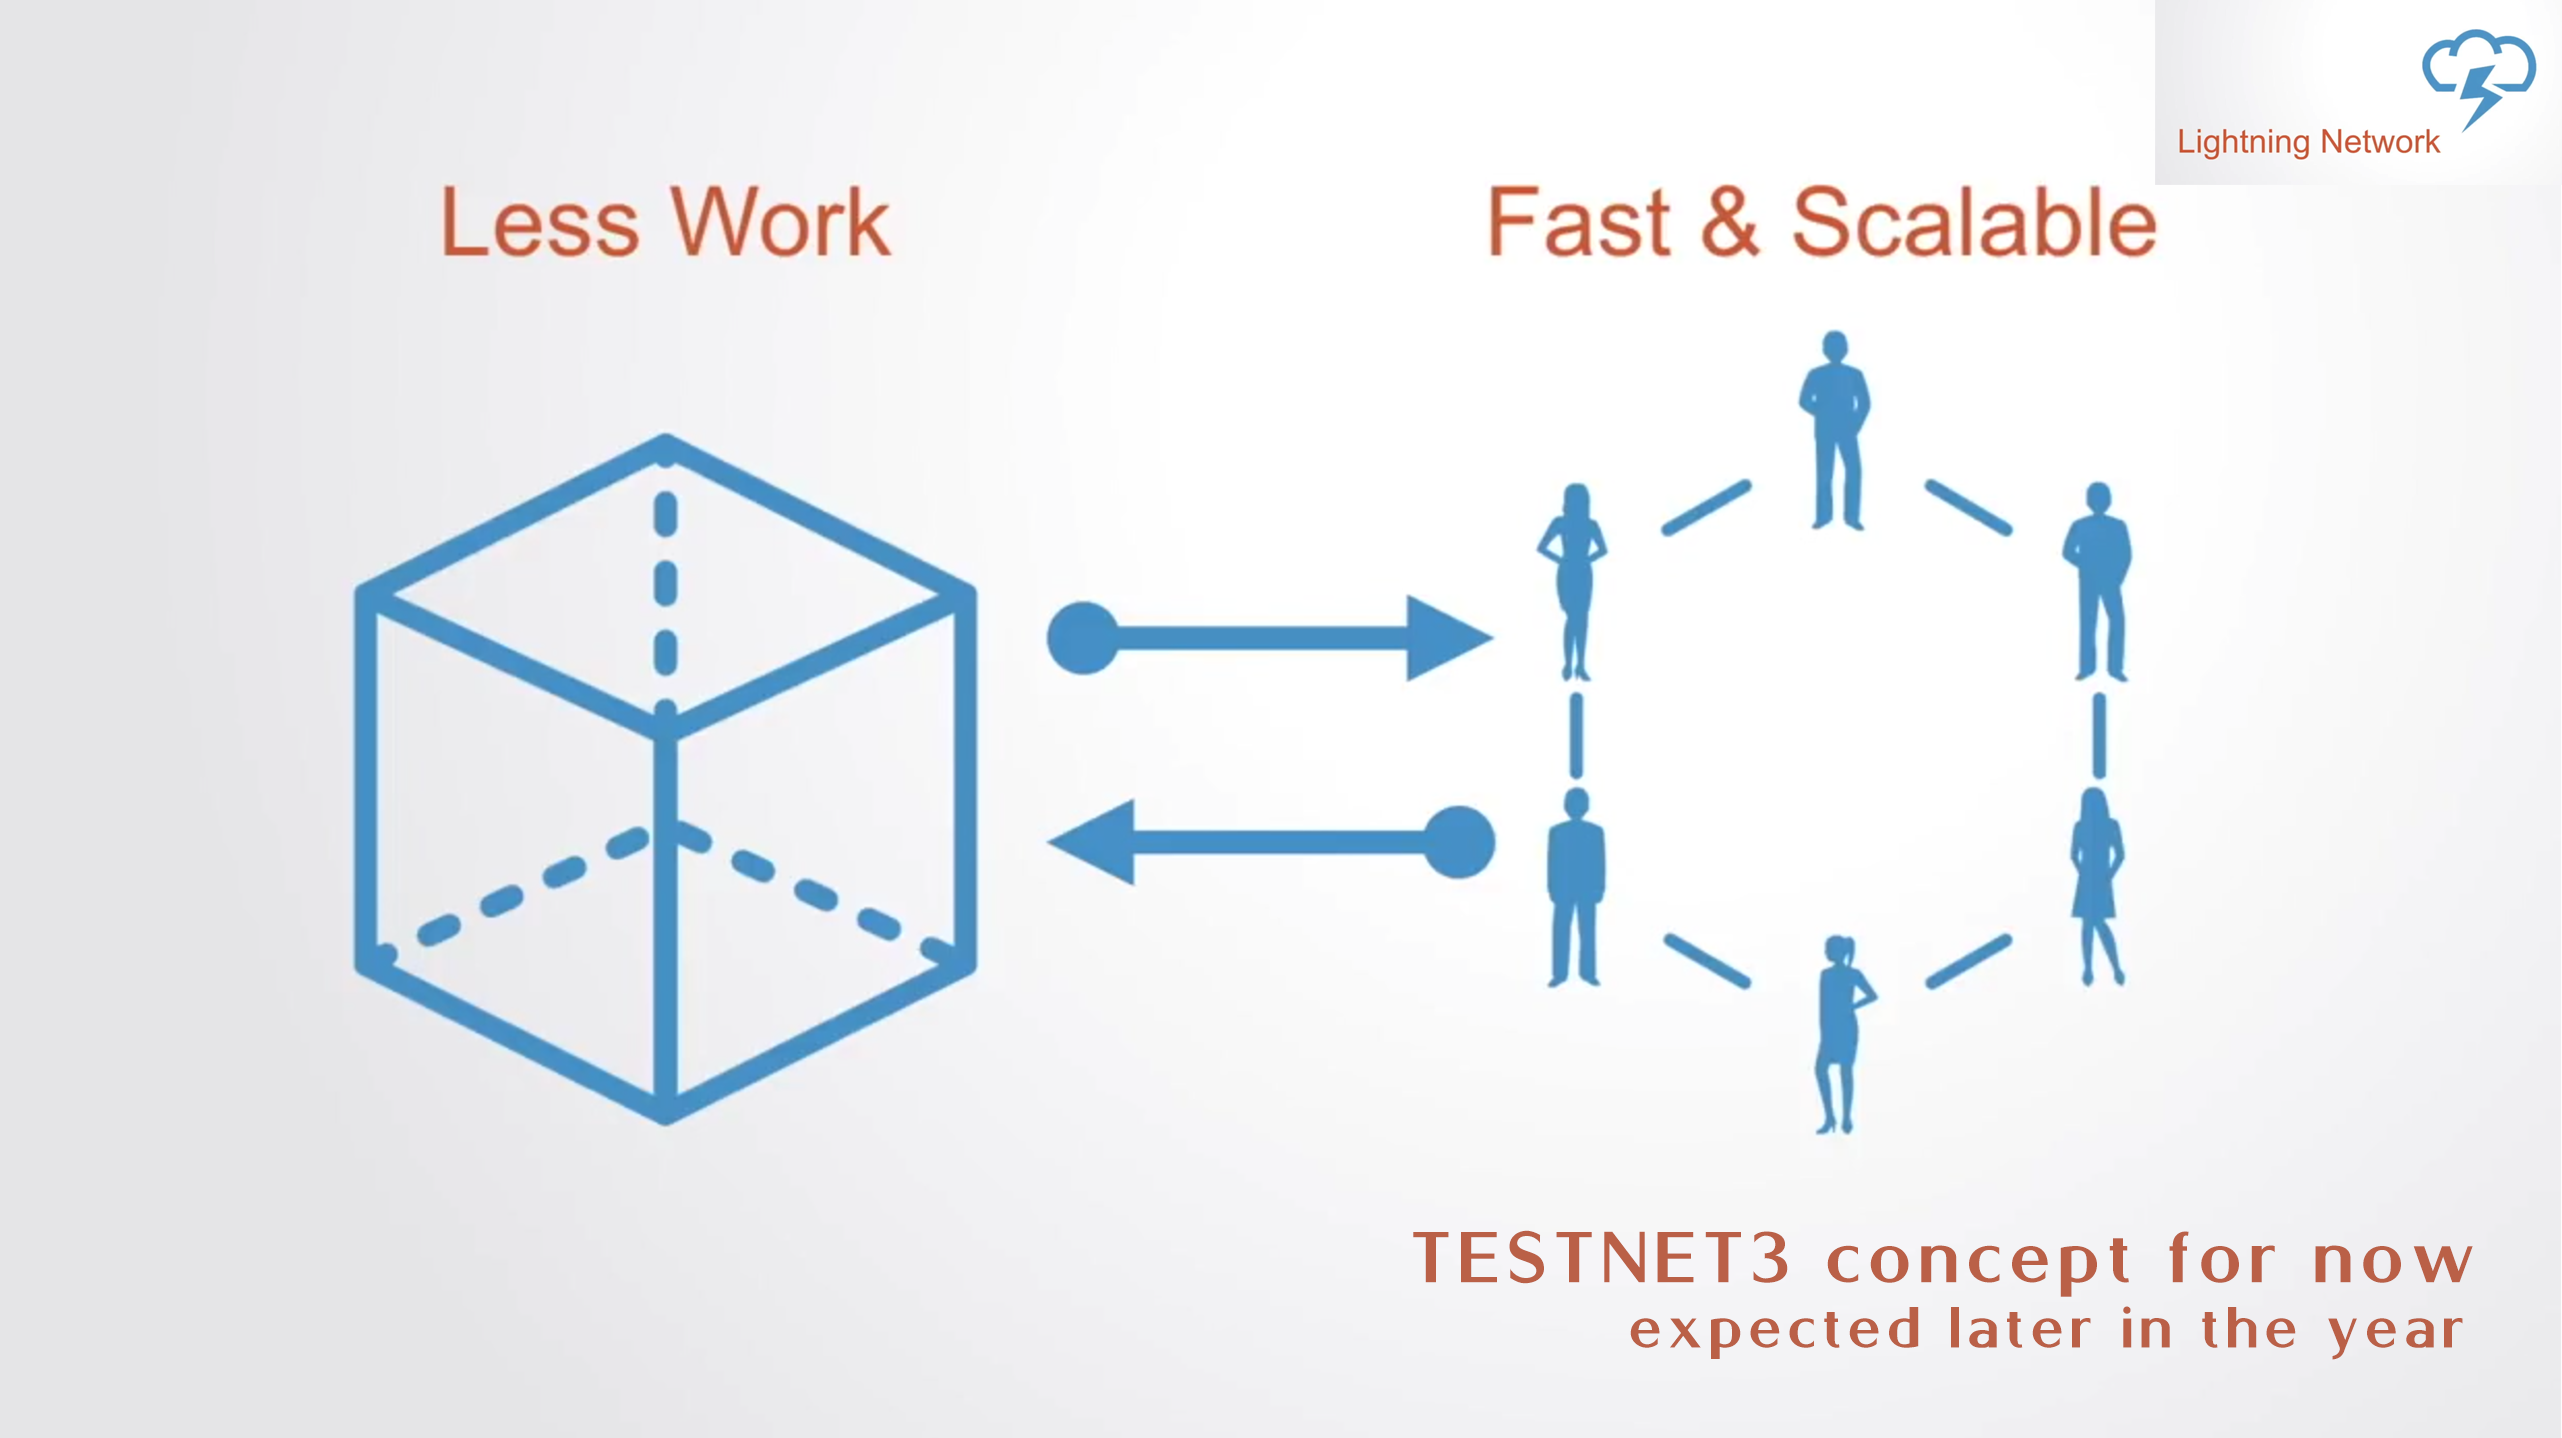 Lightning Network
Less Work
Fast & Scalable
TESTNET3 concept for now
expected later in the year